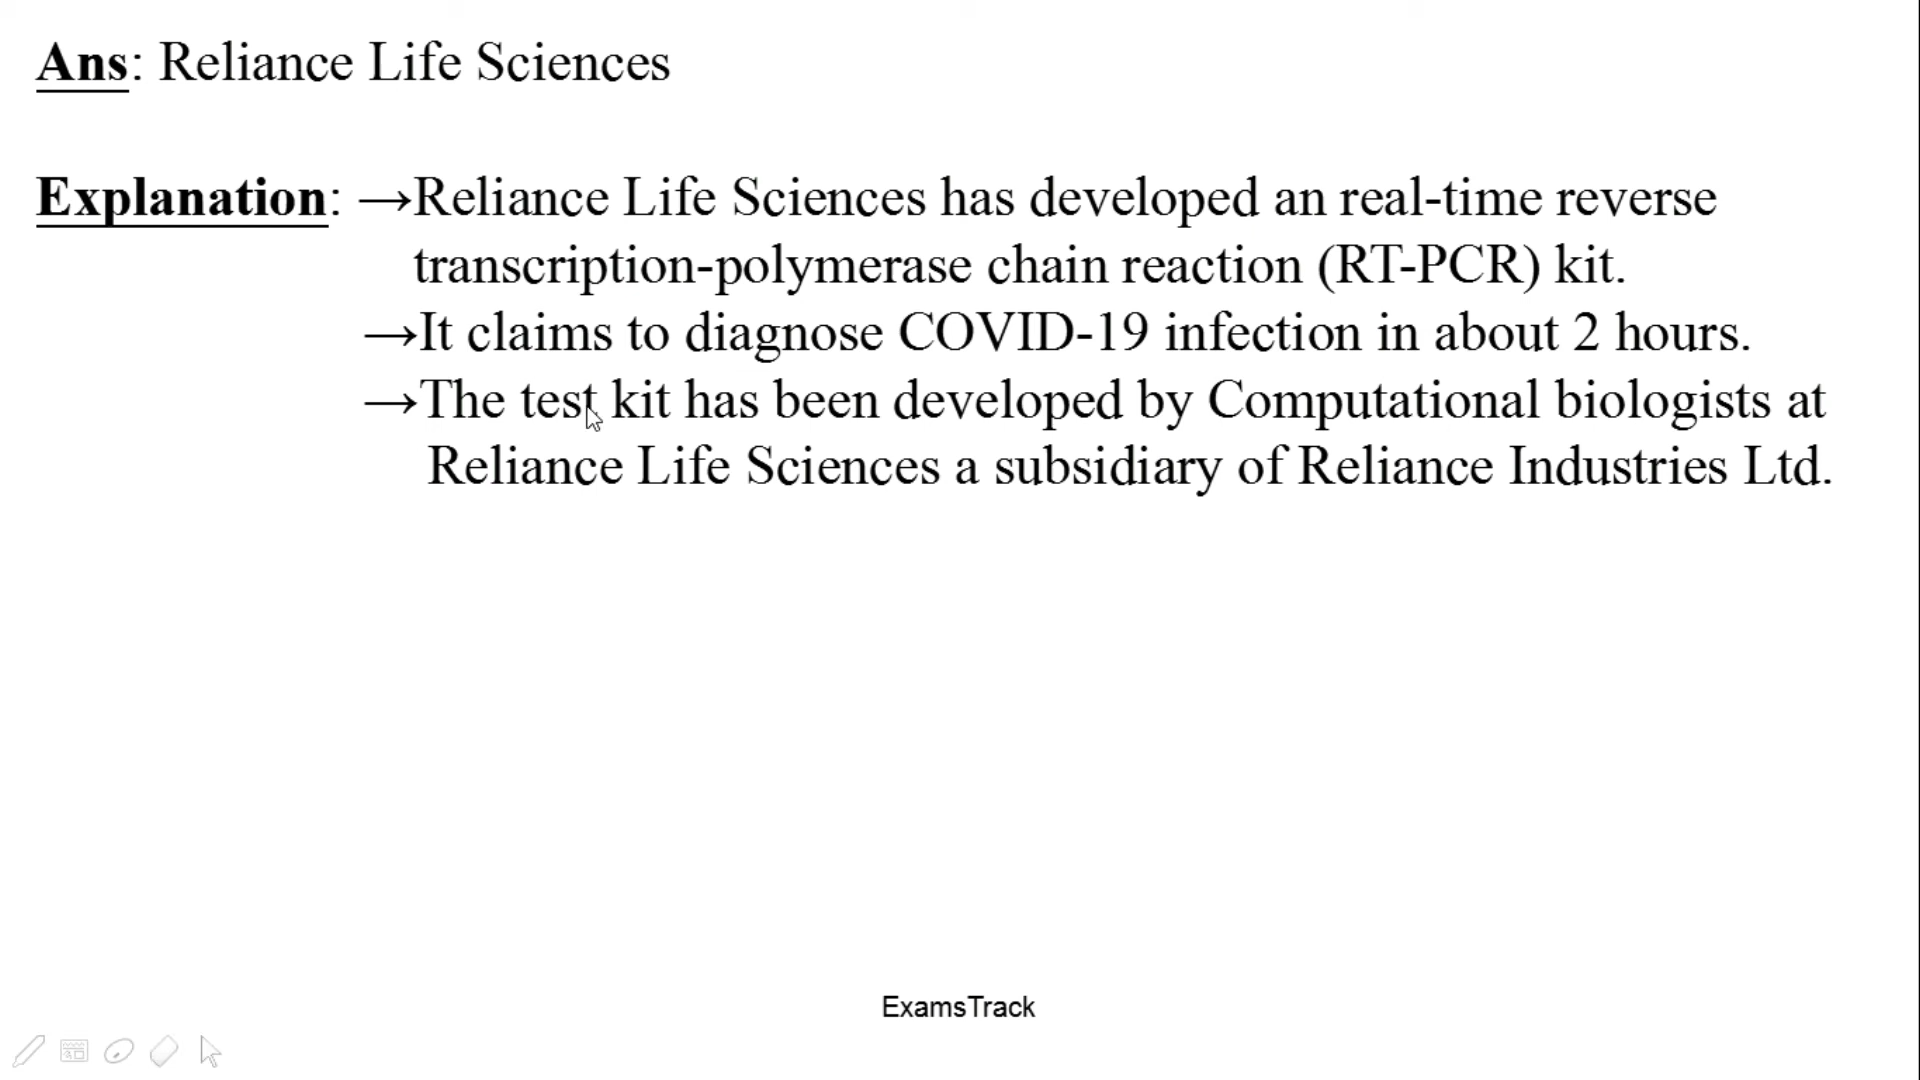 Ans: Reliance Life Sciences
Explanation: →Reliance Life Sciences has developed an real-time reverse
transcription-polymerase chain reaction (RT-PCR) kit.
→It claims to diagnose COVID-19 infection in about 2 hours.
→The test kit has been developed by Computational biologists at
Reliance Life Sciences a subsidiary of Reliance Industries Ltd.
ExamsTrack